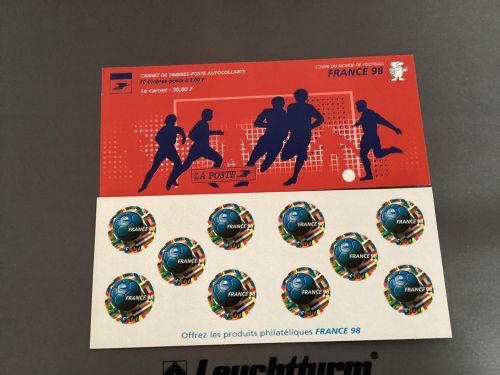 CARNET DE TIMBRES-POSTE AUTOCOLLANTS
10 timbres-poste à 3,00 F
Le carnet : 30,00 F
COUPE DU MONDE DE FOOTBALL
FRANCE 98
LA POSTE
FRANCE 98
FRANCE 98
FRANCE 98
FRANCE 98
FRANCE 98
FRANCE 98
FRANCE 98
FRANCE 98
FRANCE 98
FRANCE 98
Offrez les produits philatéliques FRANCE 98
Leuchtturm